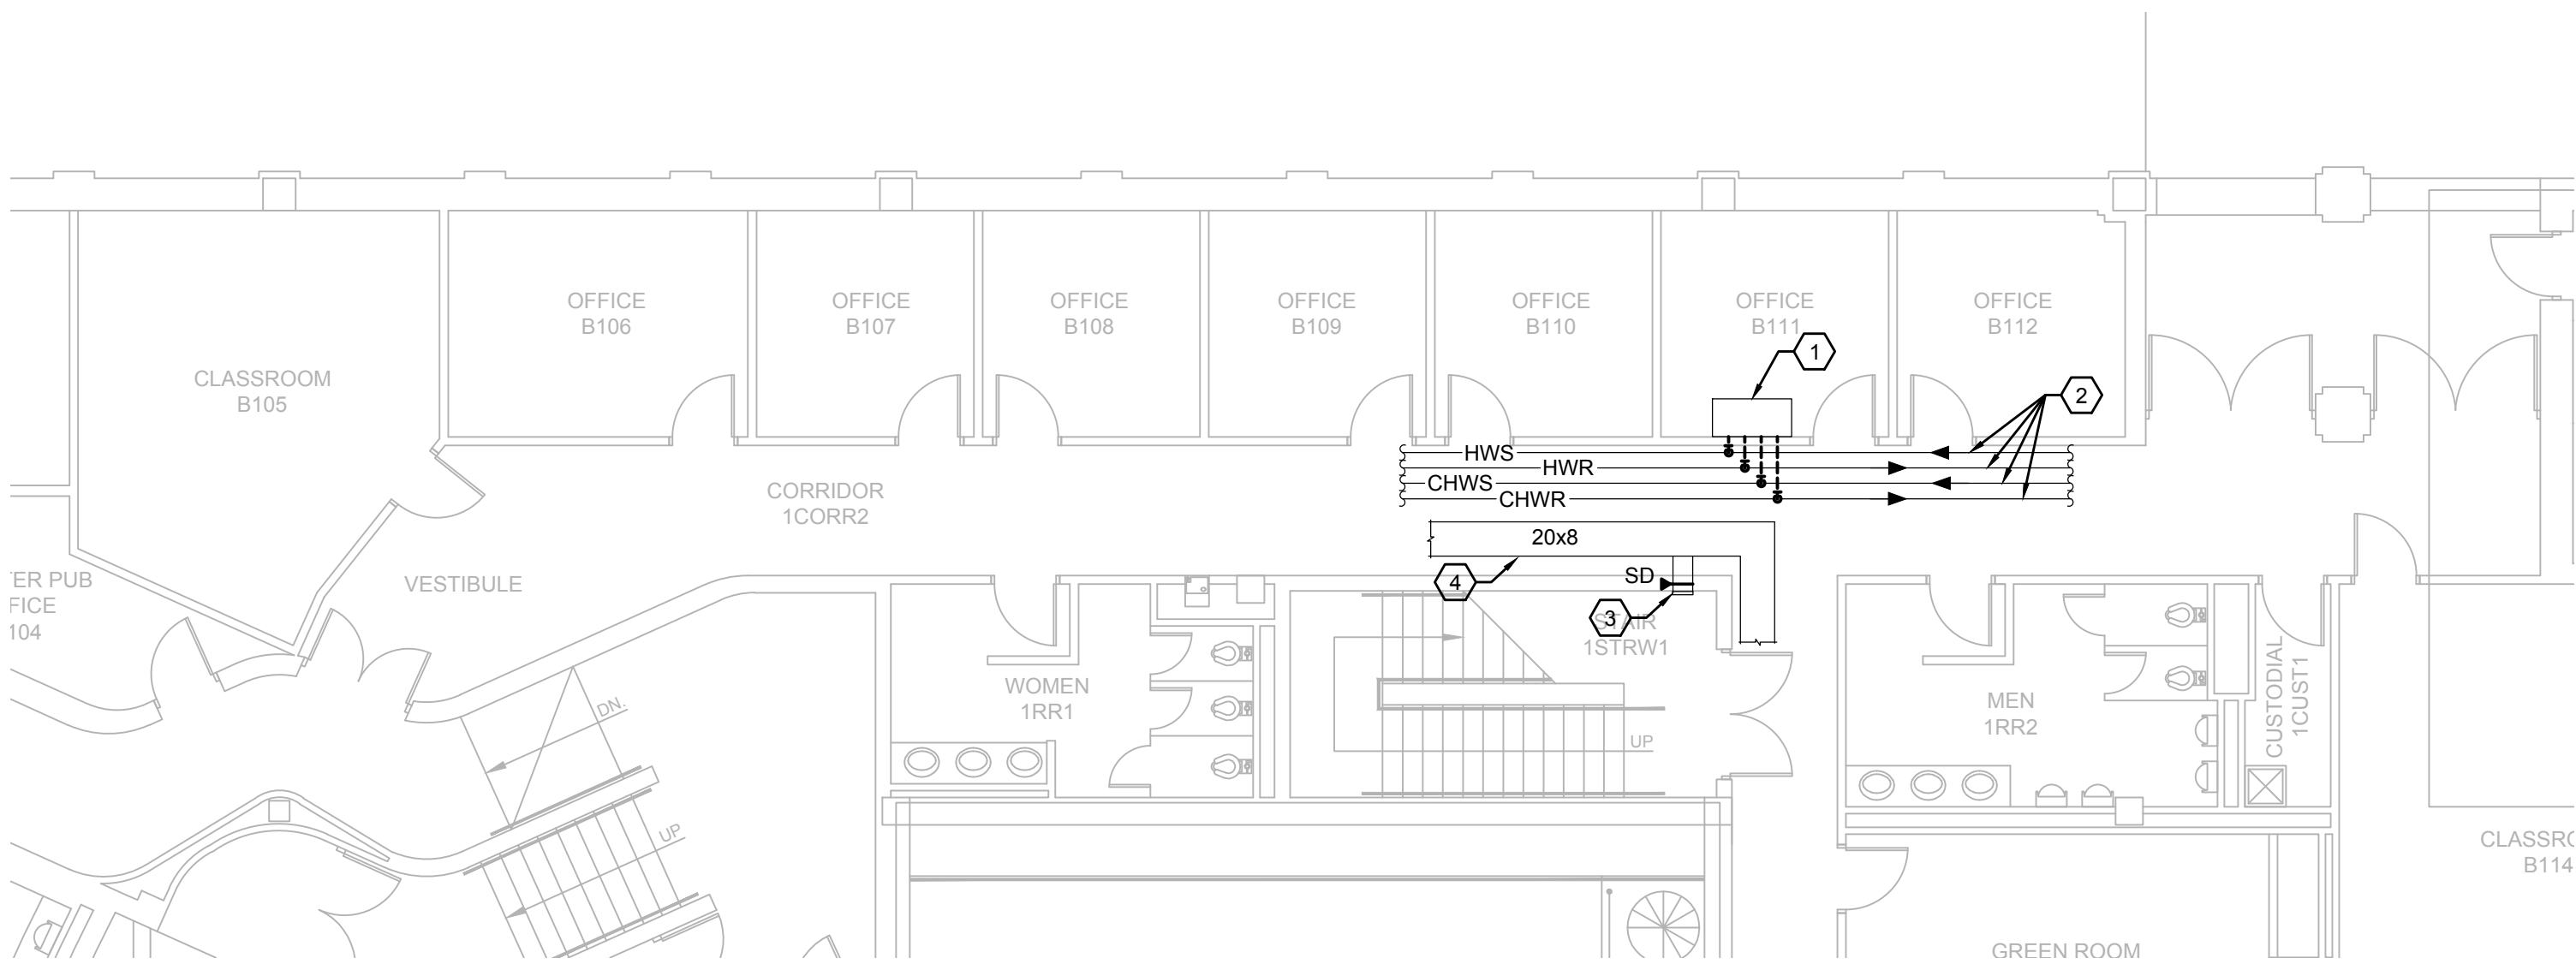 OFFICE
B106
OFFICE
B107
OFFICE
B108
OFFICE
B109
OFFICE
B110
OFFICE
B111
OFFICE
B112
1
CLASSROOM
B105
2
HWS
HWR
CHWS
CHWR
CORRIDOR
1CORR2
20x8
TER PUB
FICE
104
VESTIBULE
4
SD
3
STAIR
1STRW1
WOMEN
1RR1
MEN
1RR2
CUSTODIAL
1CUST1
DN.
UP
UP
CLASSRO
B114
GREEN ROOM